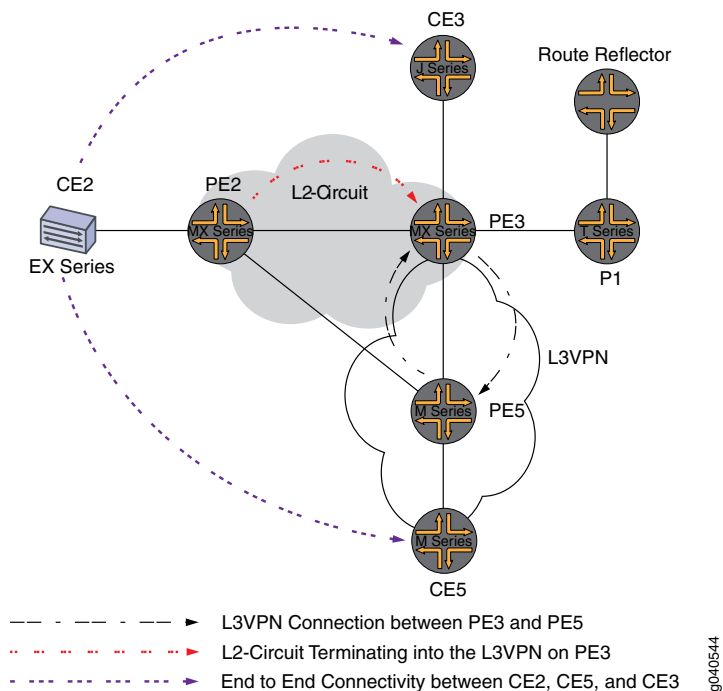 CE3
J Series
Route Reflector
CE2
PE2
L2-Circuit
MX Series
MX Series
PE3
T Series
EX Series
P1
L3VPN
M Series
PE5
M Series
CE5
L3VPN Connection between PE3 and PE5
L2-Circuit Terminating into the L3VPN on PE3
End to End Connectivity between CE2, CE5, and CE3
g040544